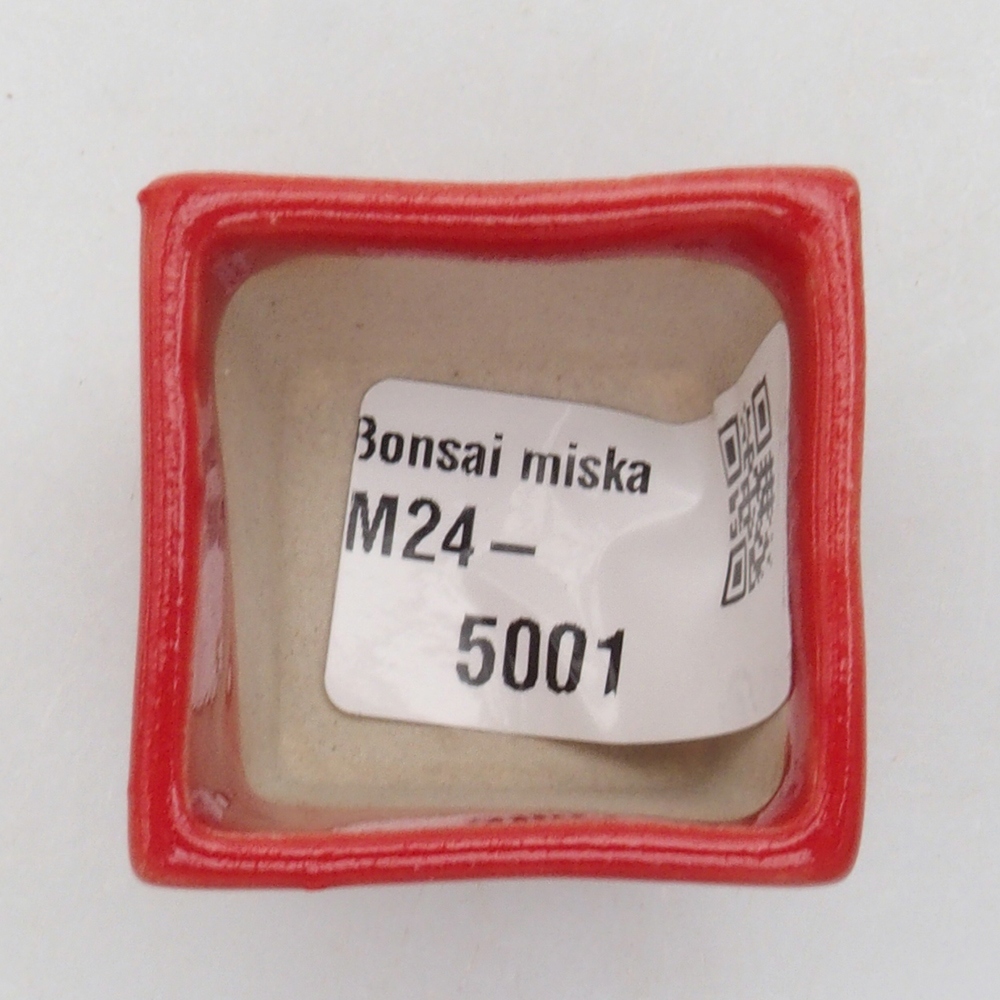 Bonsai miska
M24 –
5001